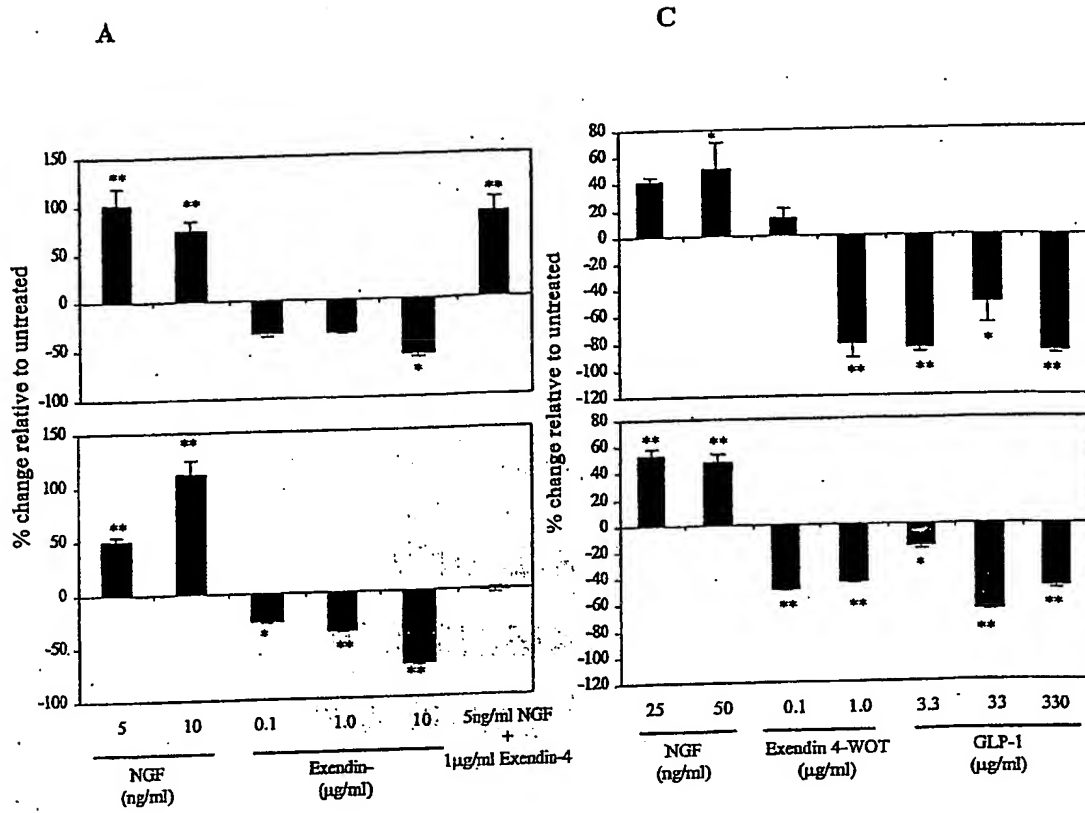 A
% change relative to untreated
150
100
50
0
-50
-100
** ** * **
150
100
50
0
-50
-100
** ** * ** **
5 10 0.1 1.0 10 5ng/ml NGF
+
1µg/ml Exendin-4
NGF
(ng/ml)
Exendin-
(µg/ml)
C
% change relative to untreated
80
60
40
20
0
-20
-40
-60
-80
-100
-120
* ** ** * **
80
60
40
20
0
-20
-40
-60
-80
-100
-120
** ** ** ** * ** **
25 50 0.1 1.0 3.3 33 330
NGF
(ng/ml)
Exendin 4-WOT
(µg/ml)
GLP-1
(µg/ml)